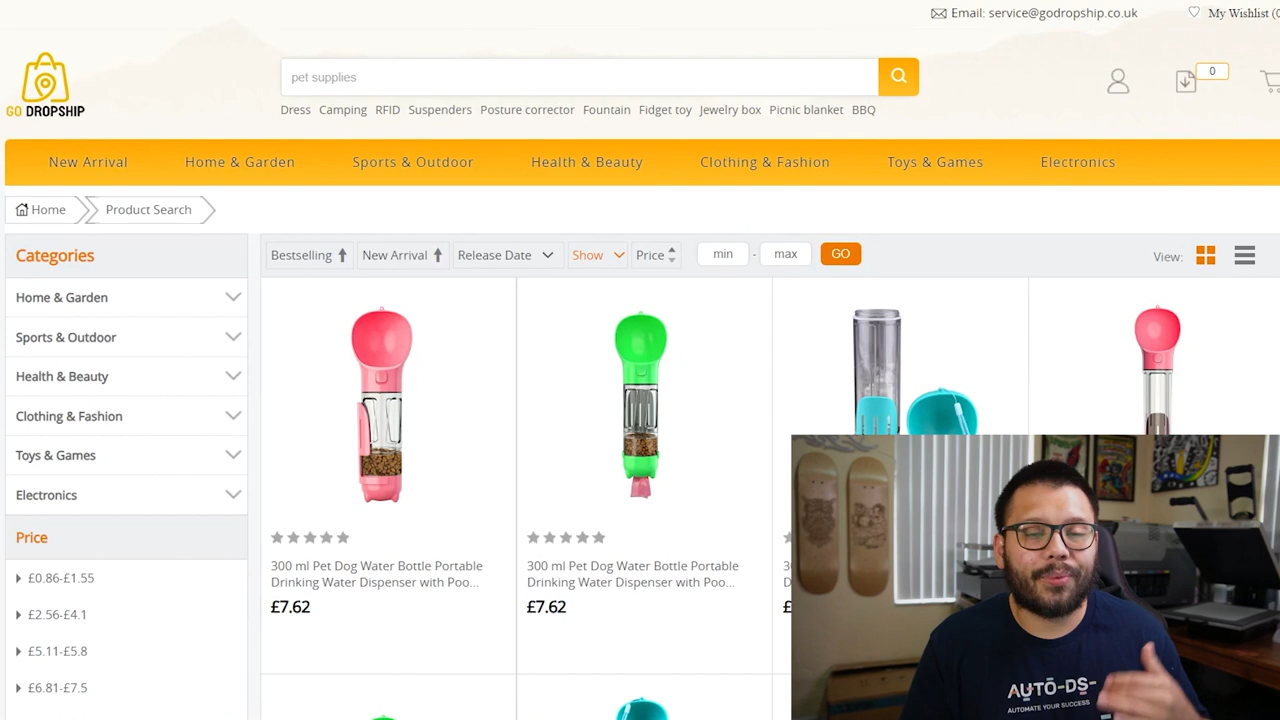 Email: service@godropship.co.uk
My Wishlist (0
GO DROPSHIP
pet supplies
0
Dress Camping RFID Suspenders Posture corrector Fountain Fidget toy Jewelry box Picnic blanket BBQ
New Arrival Home & Garden Sports & Outdoor Health & Beauty Clothing & Fashion Toys & Games Electronics
Home Product Search
Categories
Bestselling New Arrival Release Date Show Price min - max GO View:
Home & Garden
Sports & Outdoor
Health & Beauty
Clothing & Fashion
Toys & Games
Electronics
Price
£0.86-£1.55
£2.56-£4.1
£5.11-£5.8
£6.81-£7.5
300 ml Pet Dog Water Bottle Portable
Drinking Water Dispenser with Poo...
£7.62
300 ml Pet Dog Water Bottle Portable
Drinking Water Dispenser with Poo...
£7.62
AUTO-DS-
AUTOMATE YOUR SUCCESS